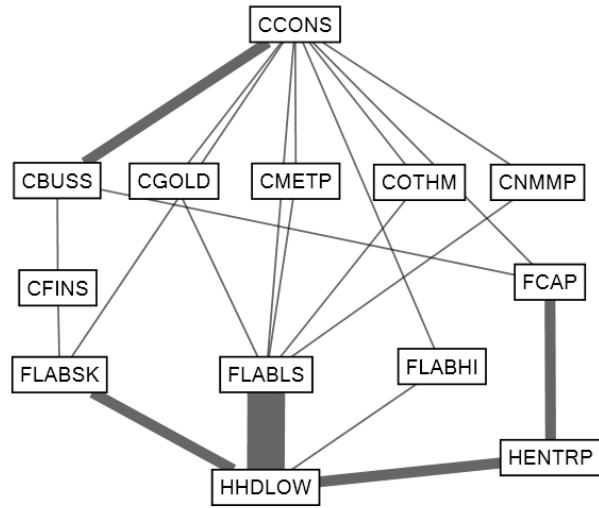 CCONS
CBUSS
CGOLD
CMETP
COTHM
CNMMP
CFINS
FCAP
FLABSK
FLABLS
FLABHI
HENTRP
HHDLOW